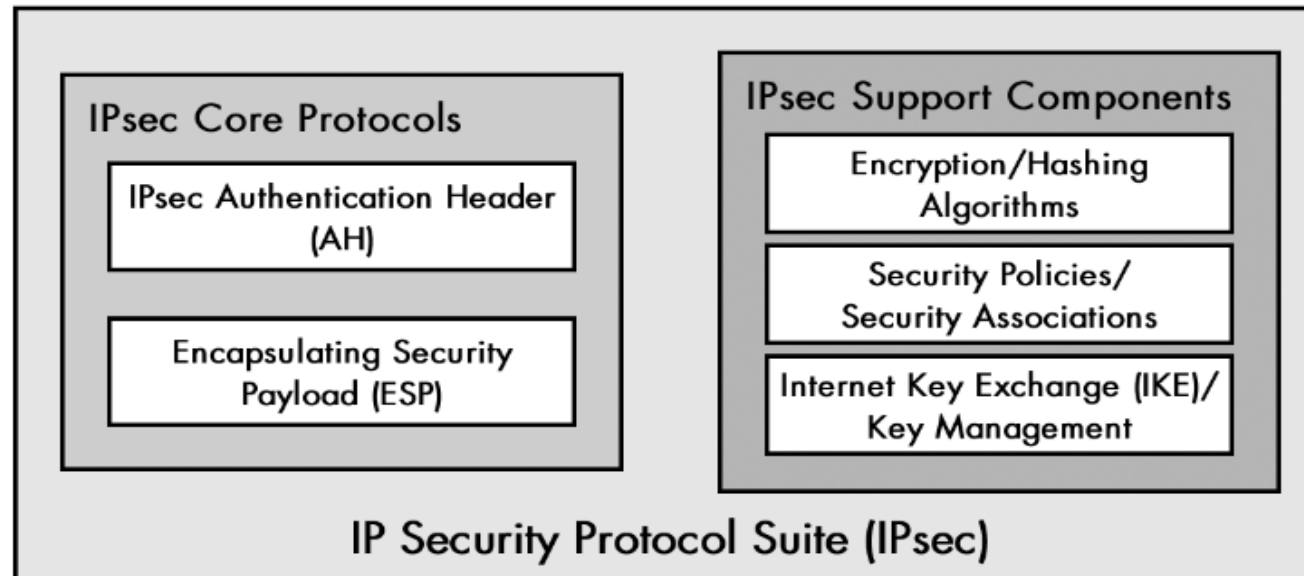 IPsec Core Protocols
IPsec Authentication Header
(AH)
Encapsulating Security
Payload (ESP)
IPsec Support Components
Encryption/Hashing
Algorithms
Security Policies/
Security Associations
Internet Key Exchange (IKE)/
Key Management
IP Security Protocol Suite (IPsec)